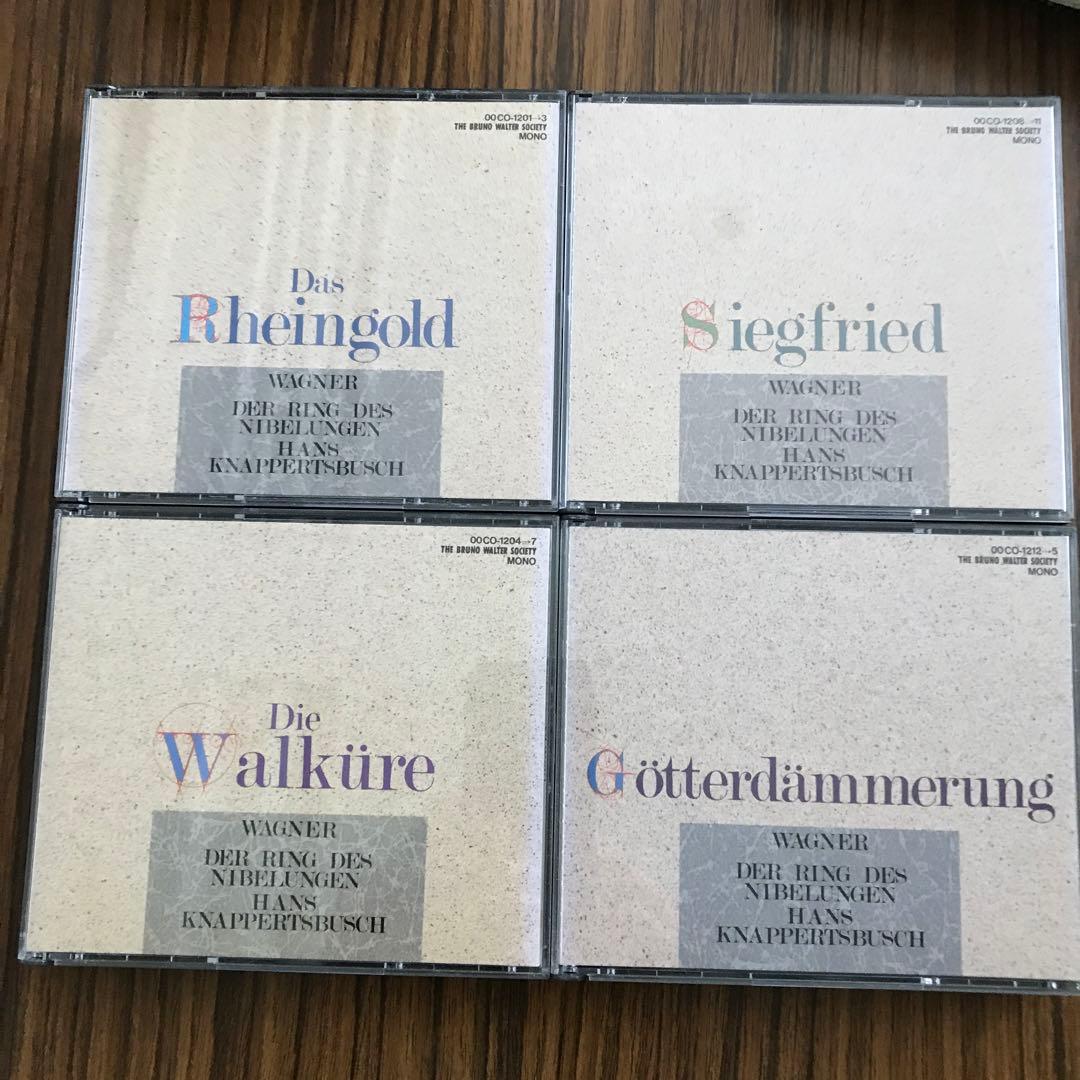 00CO-1201→3
THE BRUNO WALTER SOCIETY
MONO
Das
Rheingold
WAGNER
DER RING DES
NIBELUNGEN
HANS
KNAPPERTSBUSCH
00CO-1208→11
THE BRUNO WALTER SOCIETY
MONO
Siegfried
WAGNER
DER RING DES
NIBELUNGEN
HANS
KNAPPERTSBUSCH
00CO-1204→7
THE BRUNO WALTER SOCIETY
MONO
Die
Walküre
WAGNER
DER RING DES
NIBELUNGEN
HANS
KNAPPERTSBUSCH
00CO-1212→5
THE BRUNO WALTER SOCIETY
MONO
Götterdämmerung
WAGNER
DER RING DES
NIBELUNGEN
HANS
KNAPPERTSBUSCH